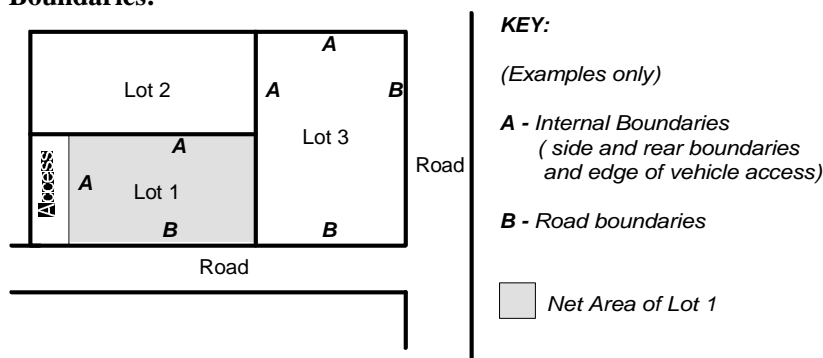 Boundaries:
A
Lot 2
A
B
Lot 3
A
Access
A
Lot 1
B
B
Road
Road
KEY:
(Examples only)
A - Internal Boundaries
( side and rear boundaries
and edge of vehicle access)
B - Road boundaries
Net Area of Lot 1